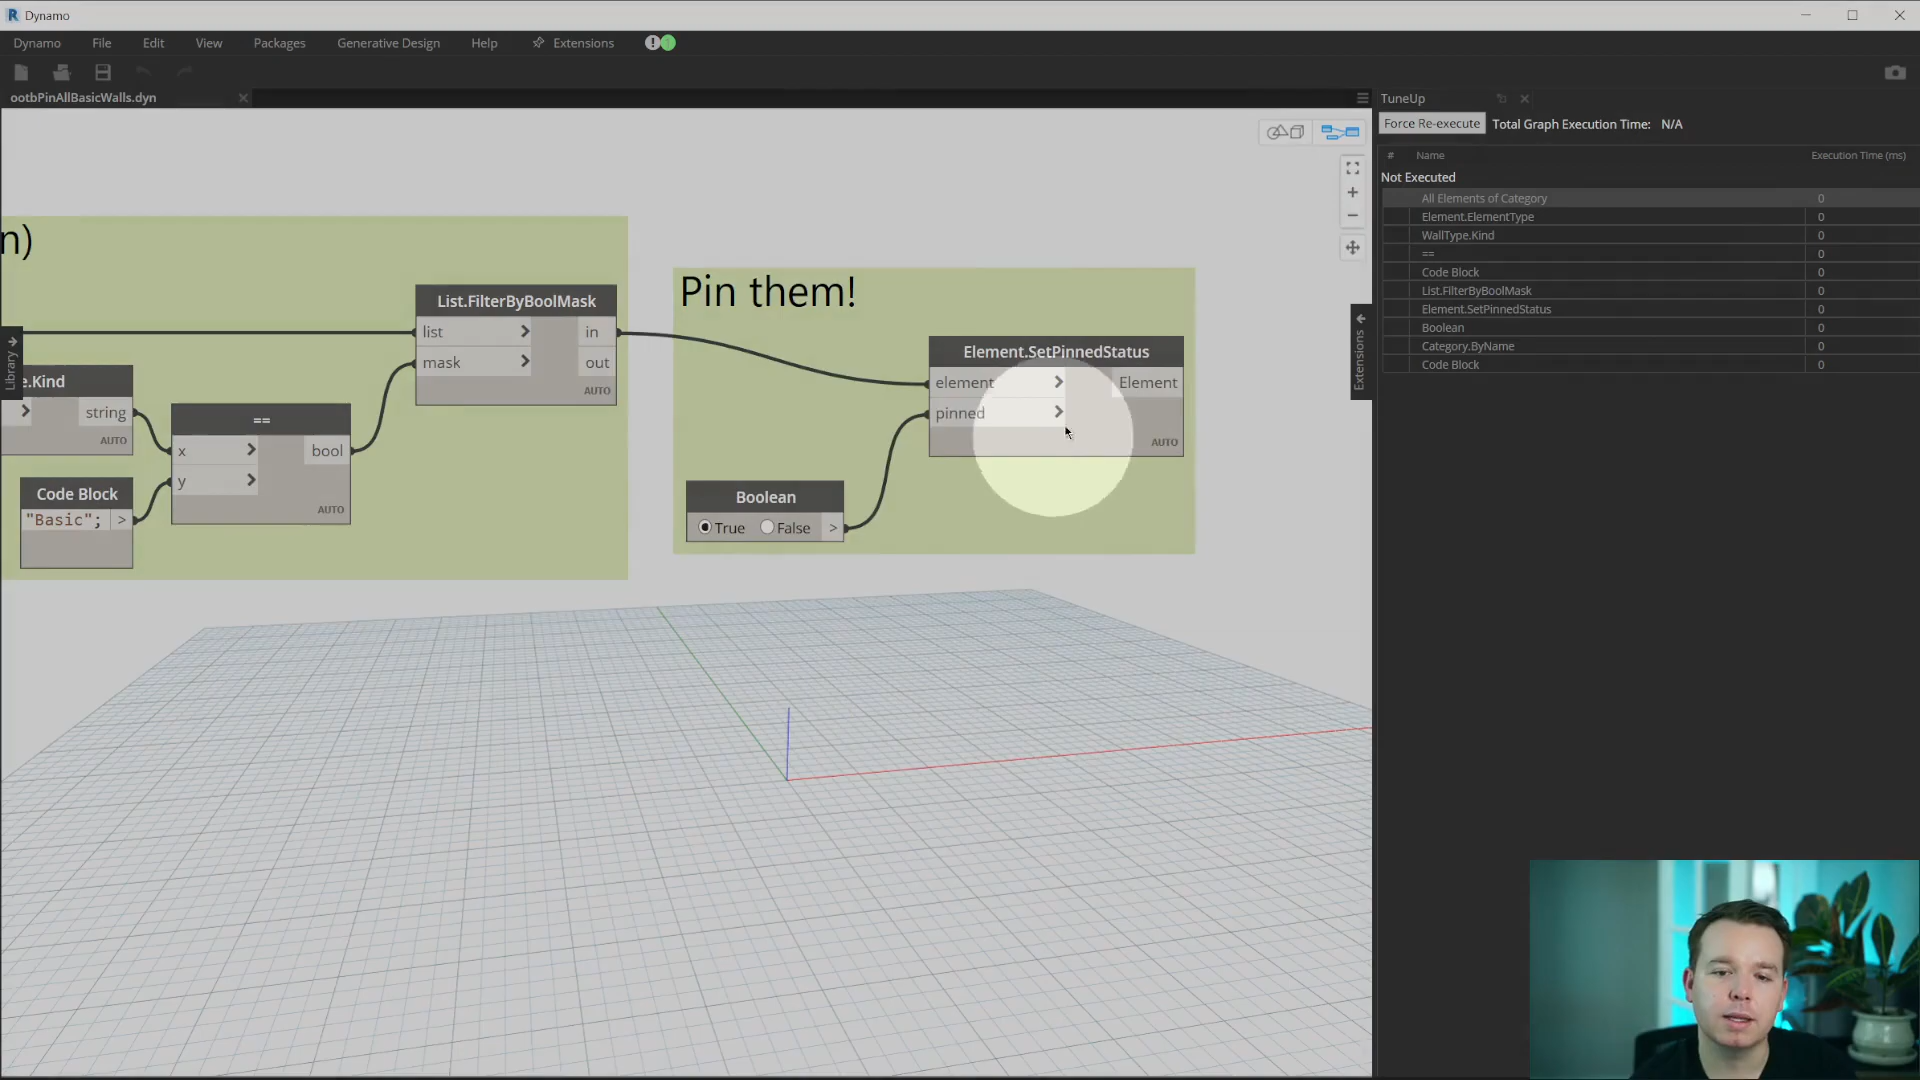 R Dynamo
Dynamo File Edit View Packages Generative Design Help Extensions ! 1
ootbPinAllBasicWalls.dyn
TuneUp
Force Re-execute Total Graph Execution Time: N/A
# Name Execution Time (ms)
Not Executed
All Elements of Category 0
Element.ElementType 0
WallType.Kind 0
== 0
Code Block 0
List.FilterByBoolMask 0
Element.SetPinnedStatus 0
Boolean 0
Category.ByName 0
Code Block 0
Library
Extensions
n)
List.FilterByBoolMask
list > in
mask > out
AUTO
e.Kind
> string
AUTO
==
x > bool
y >
AUTO
Code Block
"Basic"; >
Pin them!
Element.SetPinnedStatus
element > Element
pinned >
AUTO
Boolean
True False >